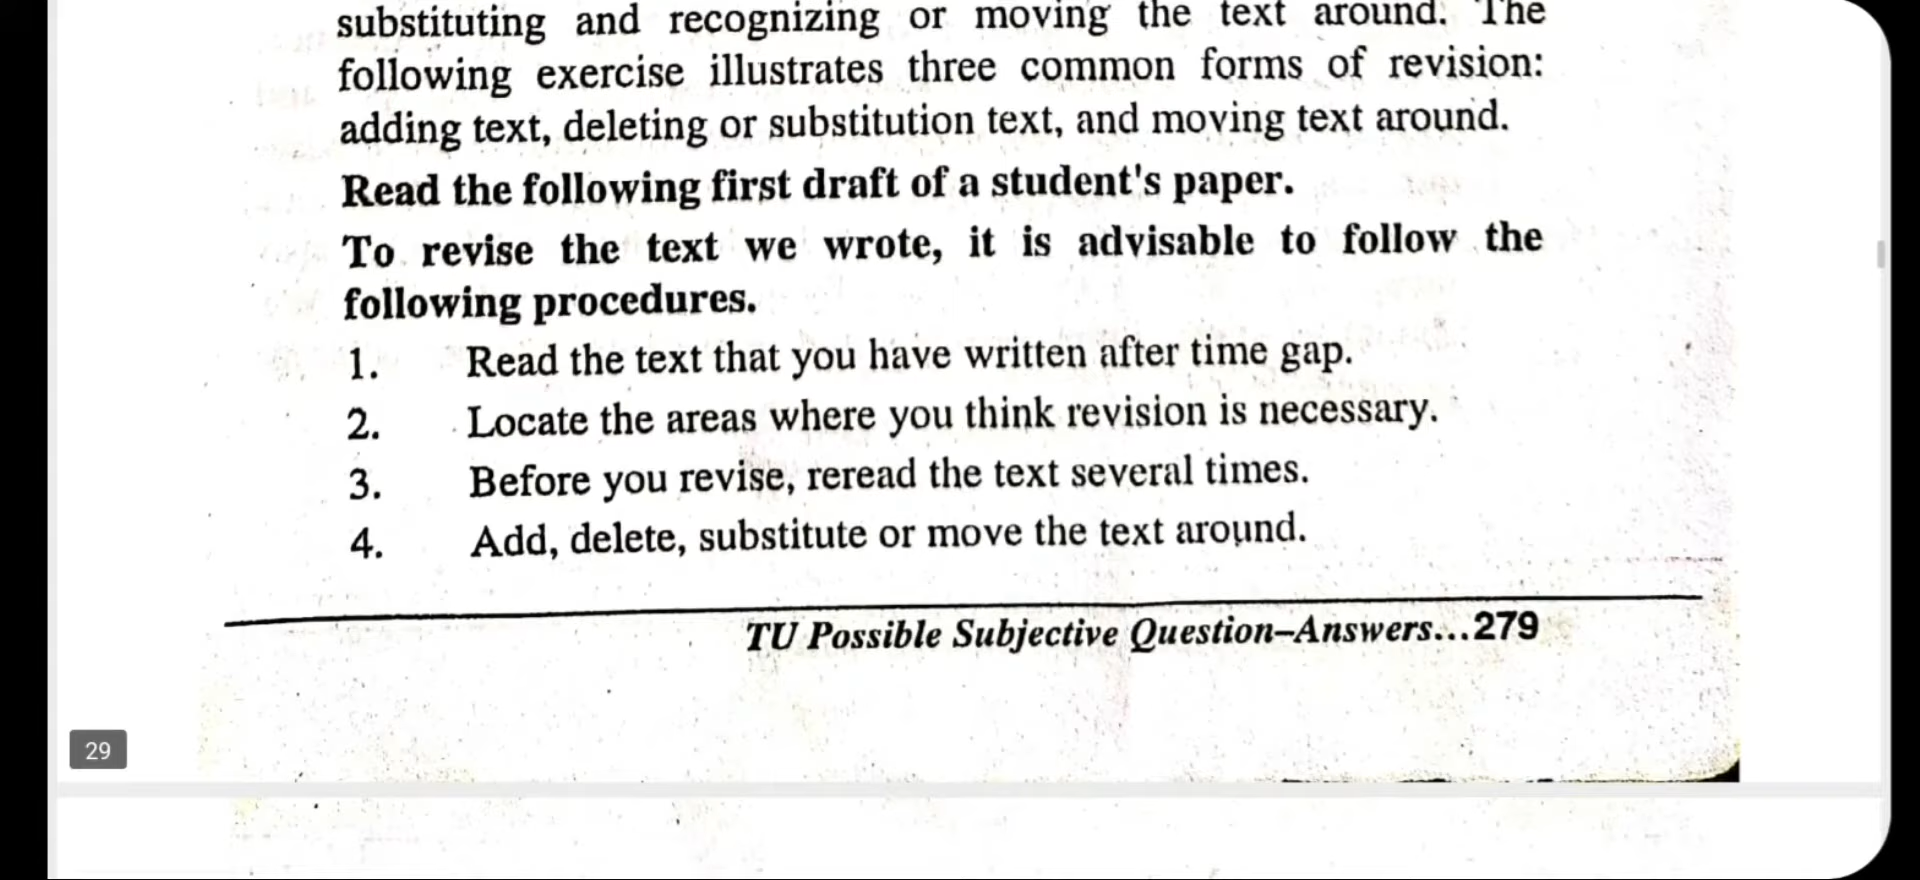 substituting and recognizing or moving the text around. The
following exercise illustrates three common forms of revision:
adding text, deleting or substitution text, and moving text around.
Read the following first draft of a student's paper.
To revise the text we wrote, it is advisable to follow the
following procedures.
1. Read the text that you have written after time gap.
2. Locate the areas where you think revision is necessary.
3. Before you revise, reread the text several times.
4. Add, delete, substitute or move the text around.
TU Possible Subjective Question–Answers...279
29